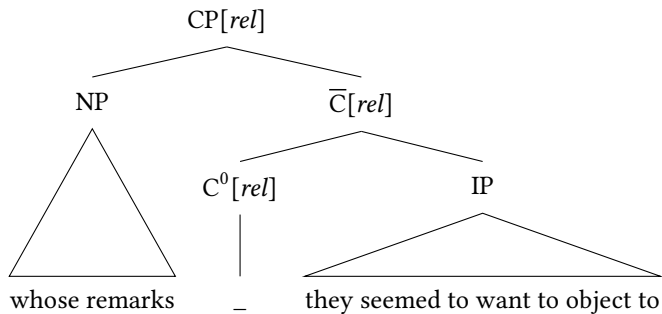 CP[rel]
NP C̅[rel]
C⁰[rel] IP
whose remarks _ they seemed to want to object to